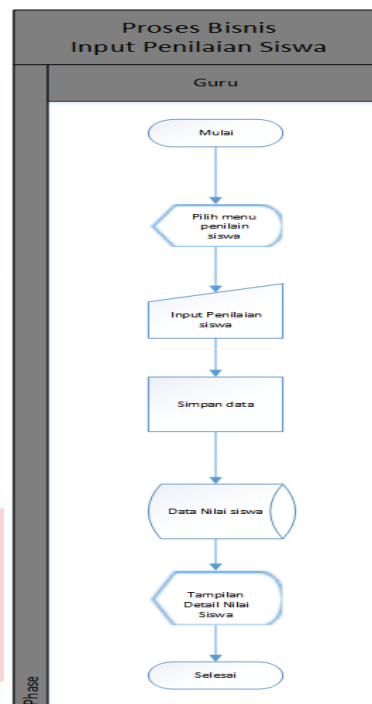 Proses Bisnis
Input Penilaian Siswa
Guru
Mulai
Pilih menu
penilain
siswa
Input Penilaian
siswa
Simpan data
Data Nilai siswa
Tampilan
Detail Nilai
Siswa
Selesai
Phase